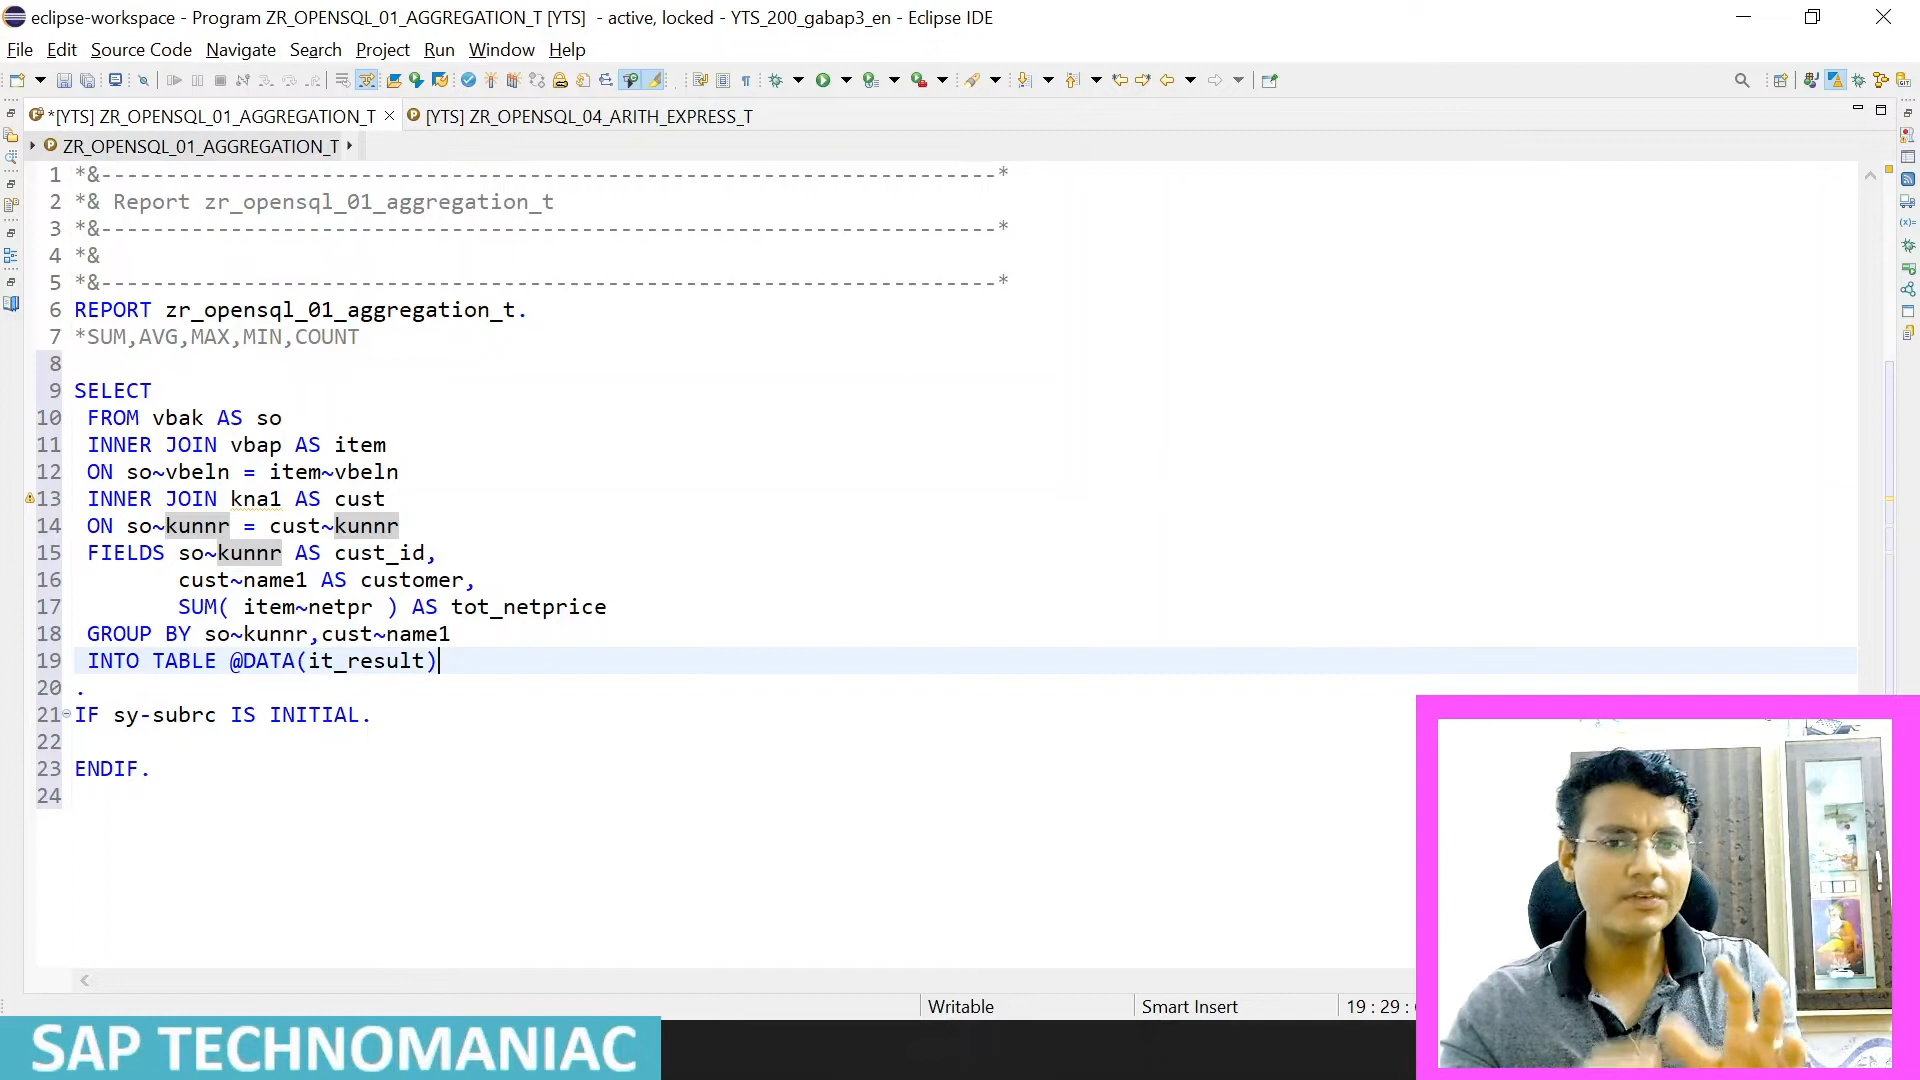 eclipse-workspace - Program ZR_OPENSQL_01_AGGREGATION_T [YTS] - active, locked - YTS_200_gabap3_en - Eclipse IDE
File Edit Source Code Navigate Search Project Run Window Help
*[YTS] ZR_OPENSQL_01_AGGREGATION_T [YTS] ZR_OPENSQL_04_ARITH_EXPRESS_T
ZR_OPENSQL_01_AGGREGATION_T
1 *&---------------------------------------------------------------------*
2 *& Report zr_opensql_01_aggregation_t
3 *&---------------------------------------------------------------------*
4 *&
5 *&---------------------------------------------------------------------*
6 REPORT zr_opensql_01_aggregation_t.
7 *SUM,AVG,MAX,MIN,COUNT
8
9 SELECT
10 FROM vbak AS so
11 INNER JOIN vbap AS item
12 ON so~vbeln = item~vbeln
13 INNER JOIN kna1 AS cust
14 ON so~kunnr = cust~kunnr
15 FIELDS so~kunnr AS cust_id,
16 cust~name1 AS customer,
17 SUM( item~netpr ) AS tot_netprice
18 GROUP BY so~kunnr,cust~name1
19 INTO TABLE @DATA(it_result)
20 .
21 IF sy-subrc IS INITIAL.
22
23 ENDIF.
24
Writable Smart Insert 19 : 29 :
SAP TECHNOMANIAC